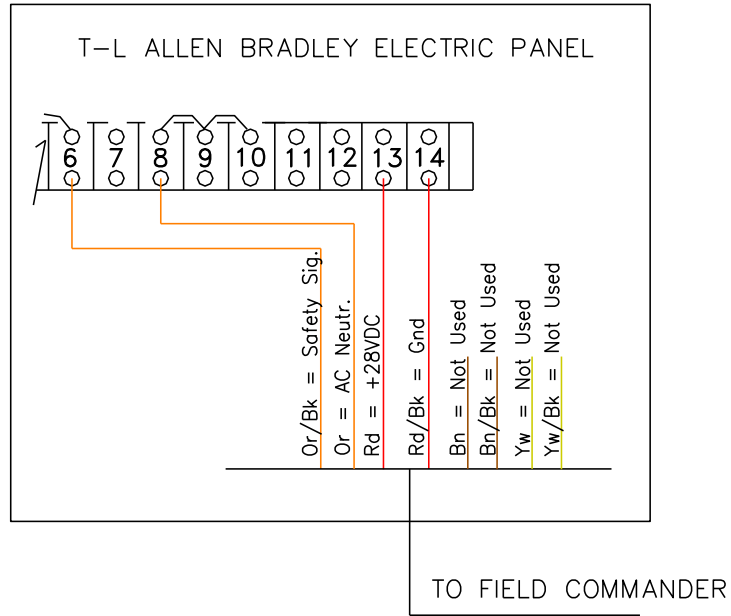 T-L ALLEN BRADLEY ELECTRIC PANEL
6 7 8 9 10 11 12 13 14
Or/Bk = Safety Sig.
Or = AC Neutr.
Rd = +28VDC
Rd/Bk = Gnd
Bn = Not Used
Bn/Bk = Not Used
Yw = Not Used
Yw/Bk = Not Used
TO FIELD COMMANDER